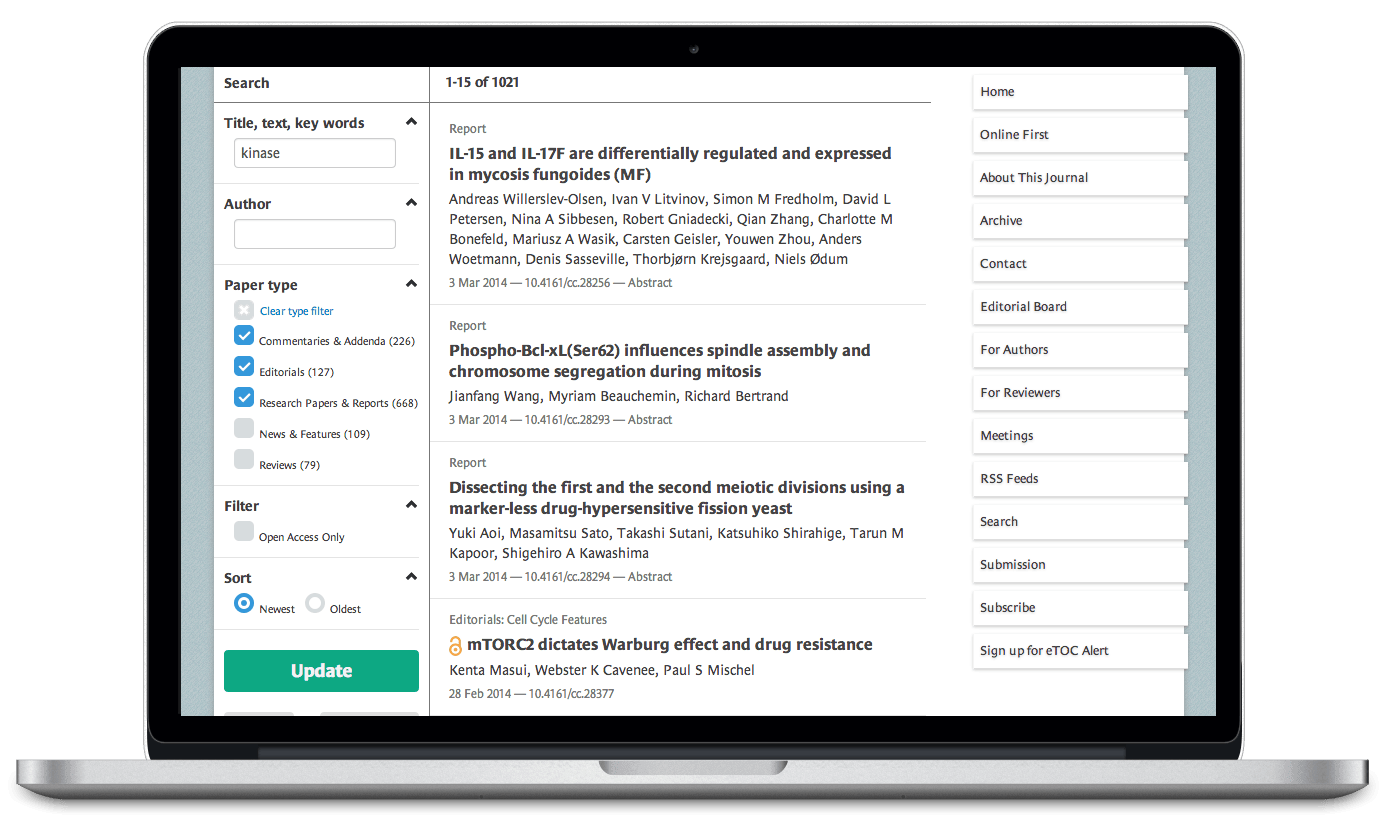 Search
Title, text, key words
kinase
Author
Paper type
Clear type filter
Commentaries & Addenda (226)
Editorials (127)
Research Papers & Reports (668)
News & Features (109)
Reviews (79)
Filter
Open Access Only
Sort
Newest Oldest
Update
1-15 of 1021
Report
IL-15 and IL-17F are differentially regulated and expressed
in mycosis fungoides (MF)
Andreas Willerslev-Olsen, Ivan V Litvinov, Simon M Fredholm, David L
Petersen, Nina A Sibbesen, Robert Gniadecki, Qian Zhang, Charlotte M
Bonefeld, Mariusz A Wasik, Carsten Geisler, Youwen Zhou, Anders
Woetmann, Denis Sasseville, Thorbjørn Krejsgaard, Niels Ødum
3 Mar 2014 — 10.4161/cc.28256 — Abstract
Report
Phospho-Bcl-xL(Ser62) influences spindle assembly and
chromosome segregation during mitosis
Jianfang Wang, Myriam Beauchemin, Richard Bertrand
3 Mar 2014 — 10.4161/cc.28293 — Abstract
Report
Dissecting the first and the second meiotic divisions using a
marker-less drug-hypersensitive fission yeast
Yuki Aoi, Masamitsu Sato, Takashi Sutani, Katsuhiko Shirahige, Tarun M
Kapoor, Shigehiro A Kawashima
3 Mar 2014 — 10.4161/cc.28294 — Abstract
Editorials: Cell Cycle Features
mTORC2 dictates Warburg effect and drug resistance
Kenta Masui, Webster K Cavenee, Paul S Mischel
28 Feb 2014 — 10.4161/cc.28377
Home
Online First
About This Journal
Archive
Contact
Editorial Board
For Authors
For Reviewers
Meetings
RSS Feeds
Search
Submission
Subscribe
Sign up for eTOC Alert